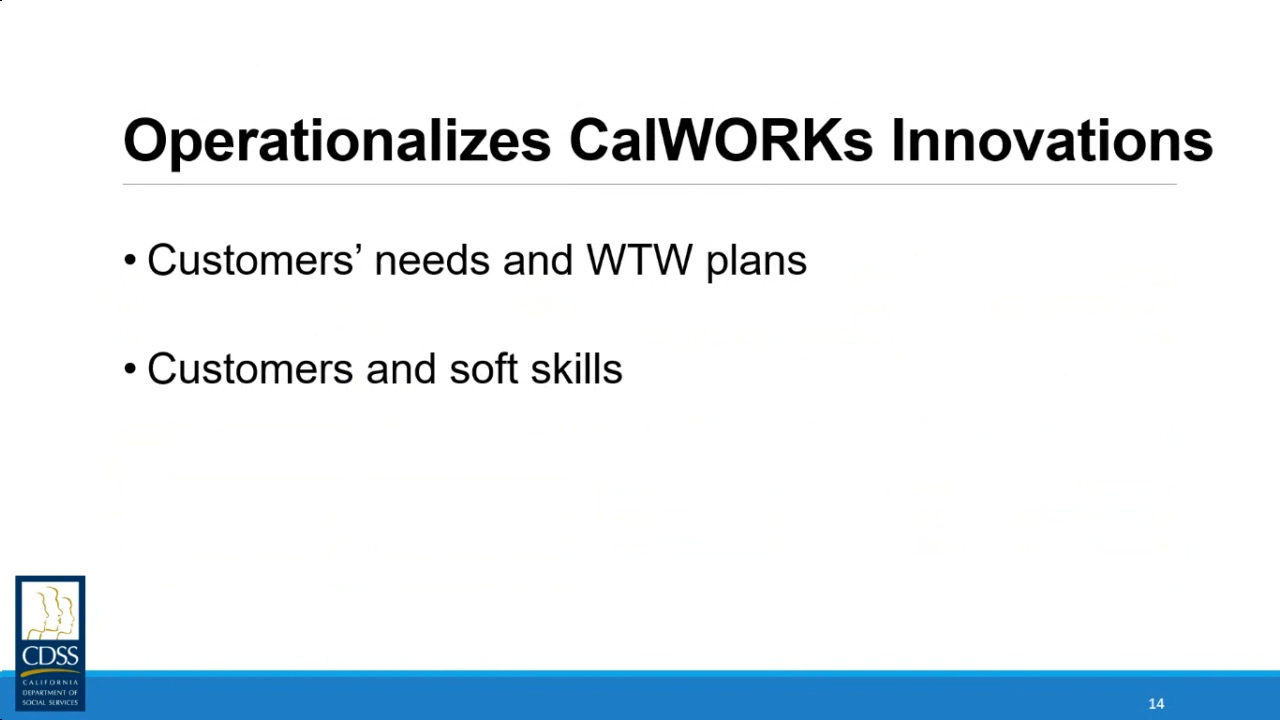 Operationalizes CalWORKs Innovations
• Customers’ needs and WTW plans
• Customers and soft skills
CDSS
CALIFORNIA
DEPARTMENT OF
SOCIAL SERVICES
14